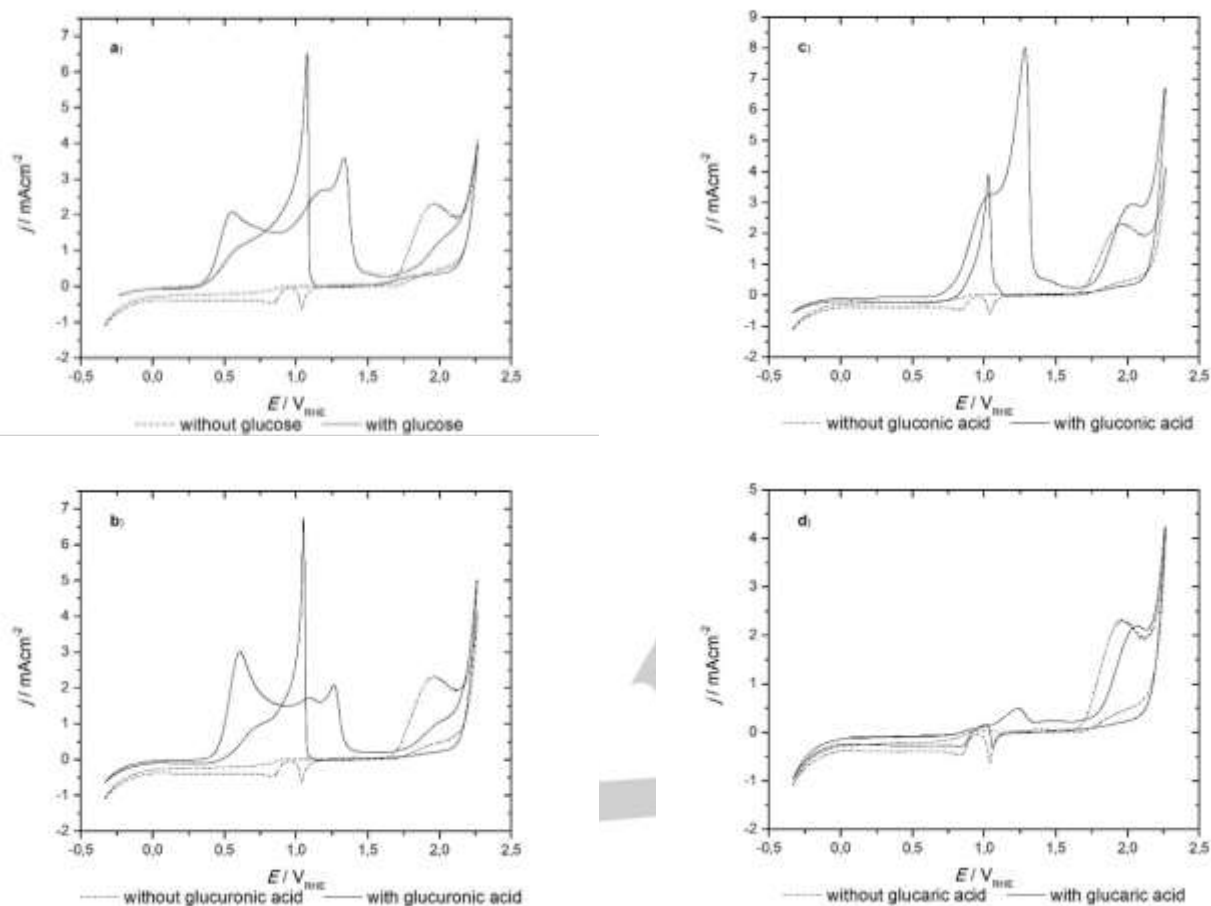 a)
j / mAcm⁻²
7
6
5
4
3
2
1
0
-1
-2
-0,5 0,0 0,5 1,0 1,5 2,0 2,5
E / V_RHE
without glucose with glucose
c)
j / mAcm⁻²
9
8
7
6
5
4
3
2
1
0
-1
-2
-0,5 0,0 0,5 1,0 1,5 2,0 2,5
E / V_RHE
without gluconic acid with gluconic acid
b)
j / mAcm⁻²
7
6
5
4
3
2
1
0
-1
-2
-0,5 0,0 0,5 1,0 1,5 2,0 2,5
E / V_RHE
without glucuronic acid with glucuronic acid
d)
j / mAcm⁻²
5
4
3
2
1
0
-1
-2
-0,5 0,0 0,5 1,0 1,5 2,0 2,5
E / V_RHE
without glucaric acid with glucaric acid